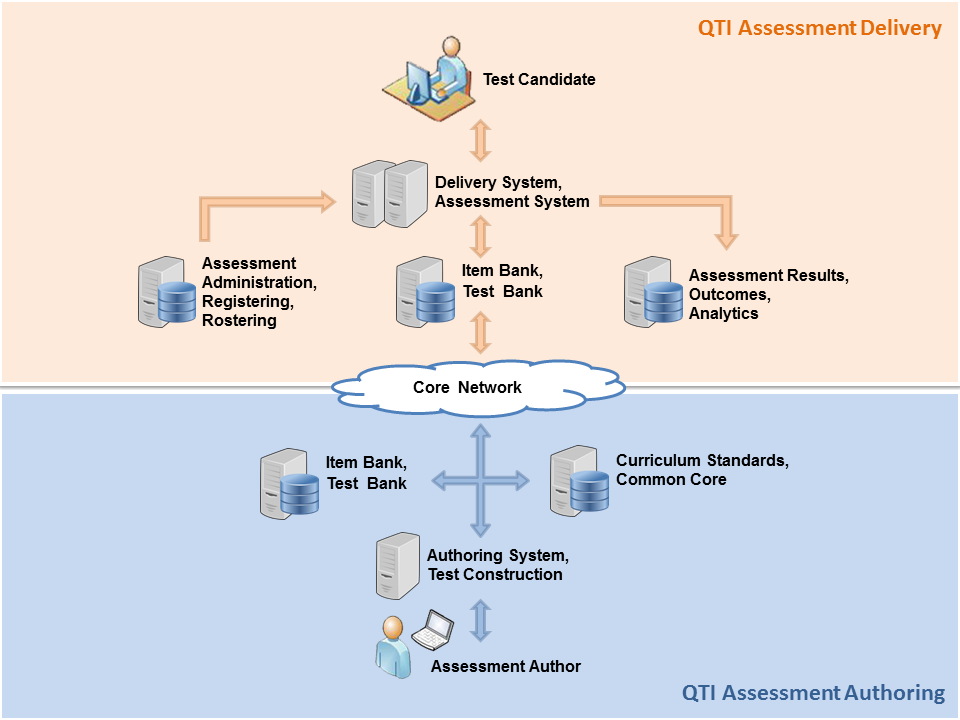 QTI Assessment Delivery
Test Candidate
Delivery System,
Assessment System
Assessment
Administration,
Registering,
Rostering
Item Bank,
Test Bank
Assessment Results,
Outcomes,
Analytics
Core Network
Item Bank,
Test Bank
Curriculum Standards,
Common Core
Authoring System,
Test Construction
Assessment Author
QTI Assessment Authoring